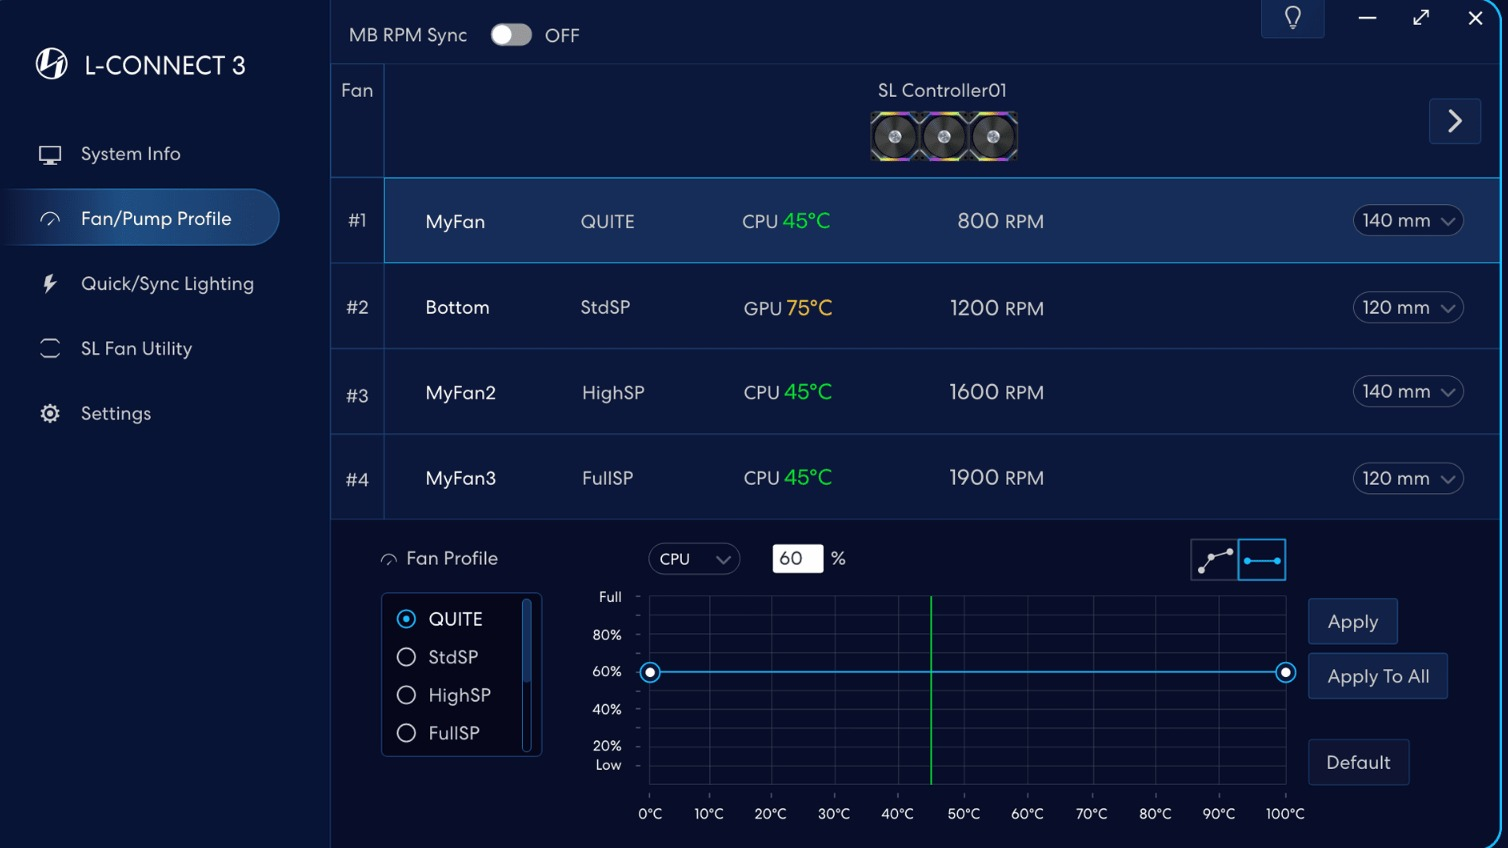 MB RPM Sync OFF
L-CONNECT 3
System Info
Fan/Pump Profile
Quick/Sync Lighting
SL Fan Utility
Settings
Fan
SL Controller01
#1 MyFan QUITE CPU 45°C 800 RPM 140 mm
#2 Bottom StdSP GPU 75°C 1200 RPM 120 mm
#3 MyFan2 HighSP CPU 45°C 1600 RPM 140 mm
#4 MyFan3 FullSP CPU 45°C 1900 RPM 120 mm
Fan Profile
CPU
60 %
QUITE
StdSP
HighSP
FullSP
Full
80%
60%
40%
20%
Low
0°C 10°C 20°C 30°C 40°C 50°C 60°C 70°C 80°C 90°C 100°C
Apply
Apply To All
Default